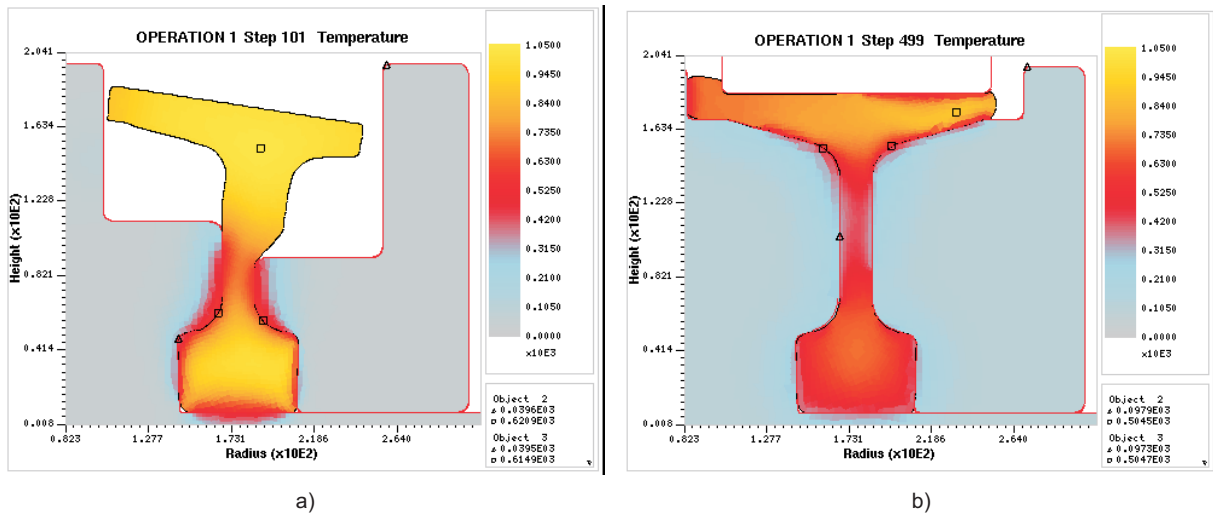 OPERATION 1 Step 101 Temperature
2.041
1.634
1.228
0.821
0.414
0.008
Height (x10E2)
0.823
1.277
1.731
2.186
2.640
Radius (x10E2)
1.0500
0.9450
0.8400
0.7350
0.6300
0.5250
0.4200
0.3150
0.2100
0.1050
0.0000
x10E3
Object 2
▵ 0.0396E03
▫ 0.6209E03
Object 3
▵ 0.0395E03
▫ 0.6149E03
a)
OPERATION 1 Step 499 Temperature
2.041
1.634
1.228
0.821
0.414
0.008
Height (x10E2)
0.823
1.277
1.731
2.186
2.640
Radius (x10E2)
1.0500
0.9450
0.8400
0.7350
0.6300
0.5250
0.4200
0.3150
0.2100
0.1050
0.0000
x10E3
Object 2
▵ 0.0979E03
▫ 0.5045E03
Object 3
▵ 0.0973E03
▫ 0.5047E03
b)